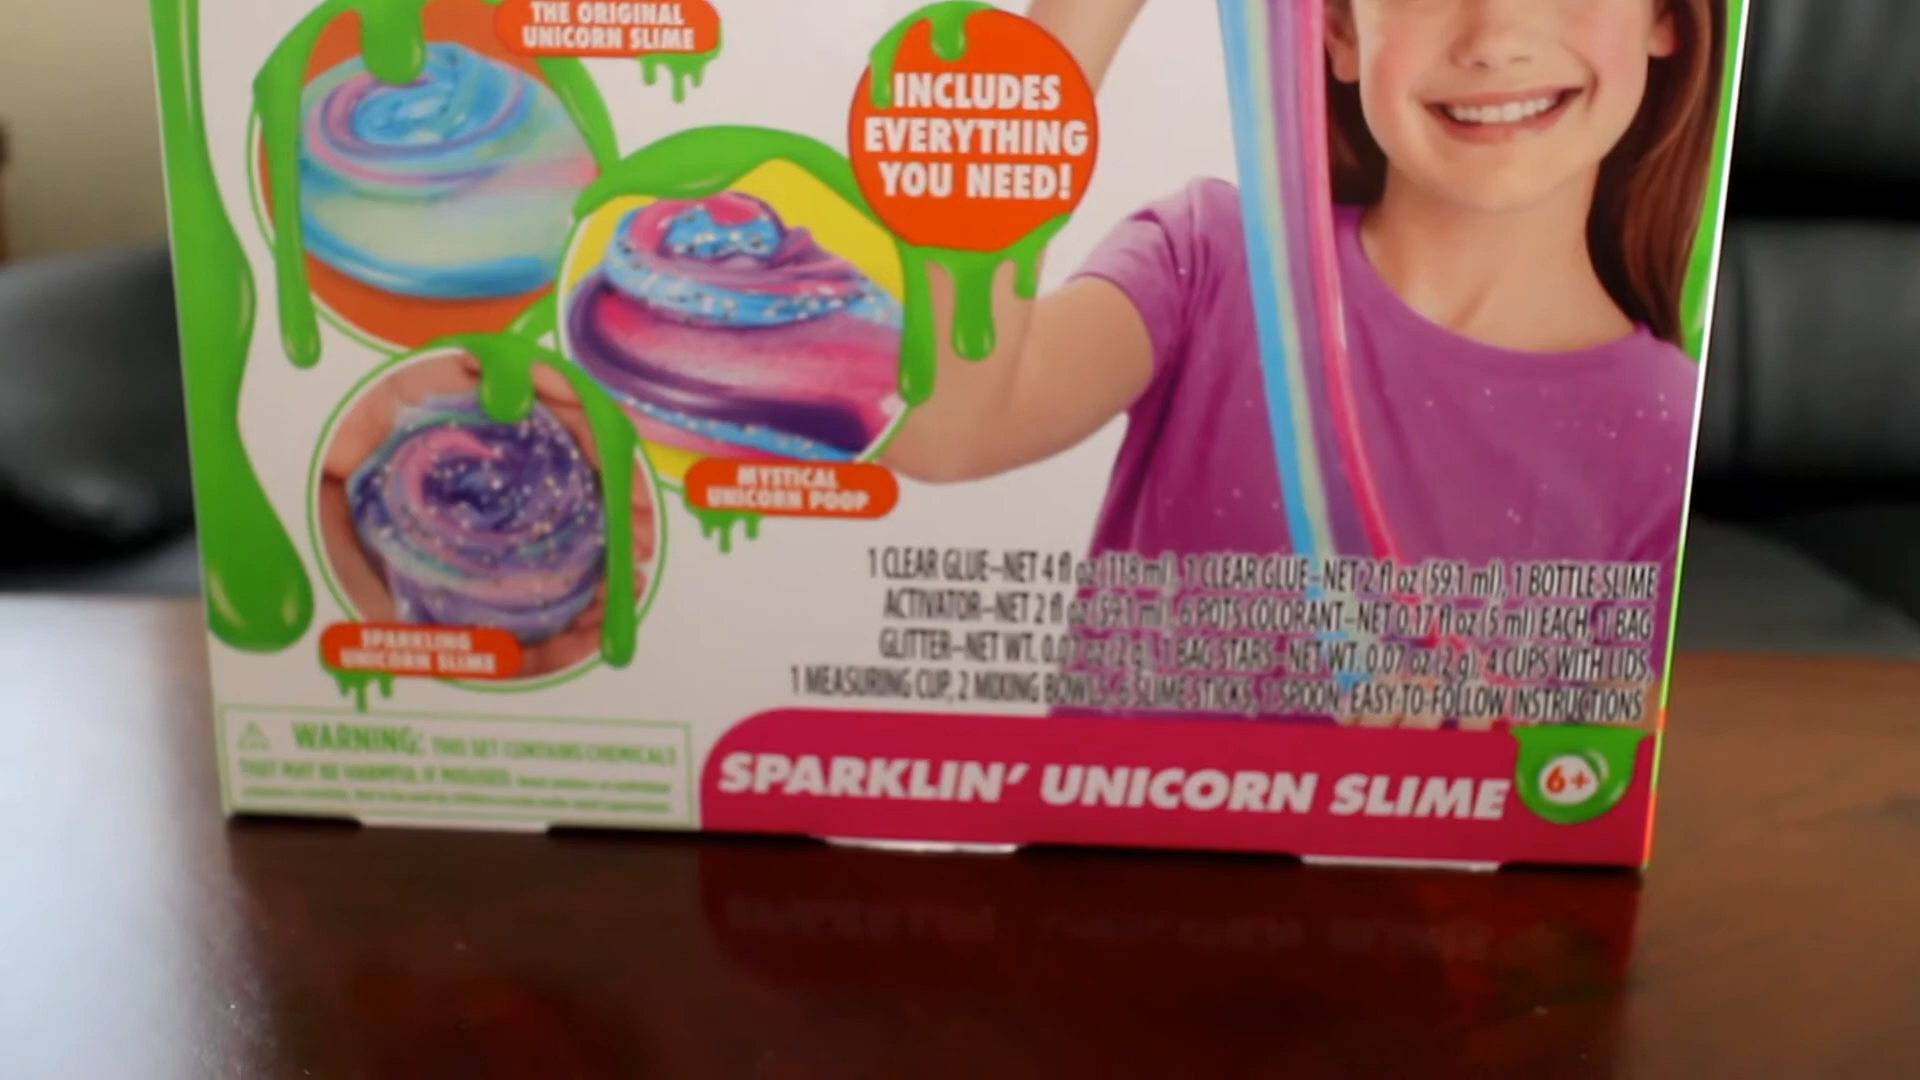 THE ORIGINAL
UNICORN SLIME
INCLUDES
EVERYTHING
YOU NEED!
MYSTICAL
UNICORN POOP
SPARKLING
UNICORN SLIME
1 CLEAR GLUE–NET 4 fl oz (118 ml), 1 CLEAR GLUE–NET 2 fl oz (59.1 ml), 1 BOTTLE SLIME
ACTIVATOR–NET 2 fl oz (59.1 ml), 6 POTS COLORANT–NET 0.17 fl oz (5 ml) EACH, 1 BAG
GLITTER–NET WT. 0.07 oz (2 g), 1 BAG STARS–NET WT. 0.07 oz (2 g), 4 CUPS WITH LIDS,
1 MEASURING CUP, 2 MIXING BOWLS, 6 SLIME STICKS, 1 SPOON, EASY-TO-FOLLOW INSTRUCTIONS
WARNING: THIS SET CONTAINS CHEMICALS
THAT MAY BE HARMFUL IF MISUSED.
SPARKLIN' UNICORN SLIME
6+